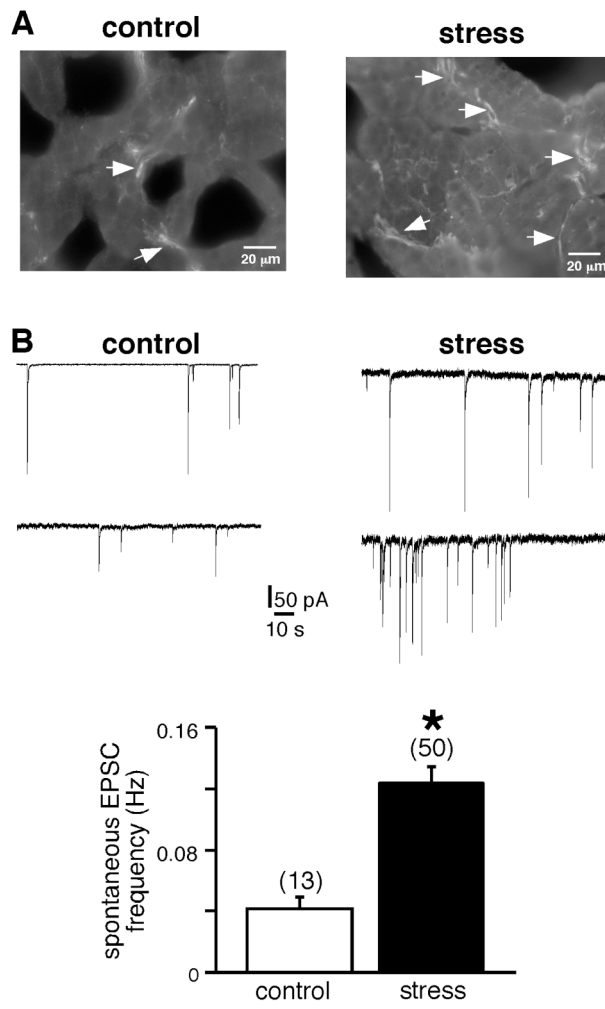 A
control
stress
20 μm
20 μm
B
control
stress
50 pA
10 s
spontaneous EPSC
frequency (Hz)
0.16
0.08
0
(13)
*
(50)
control
stress